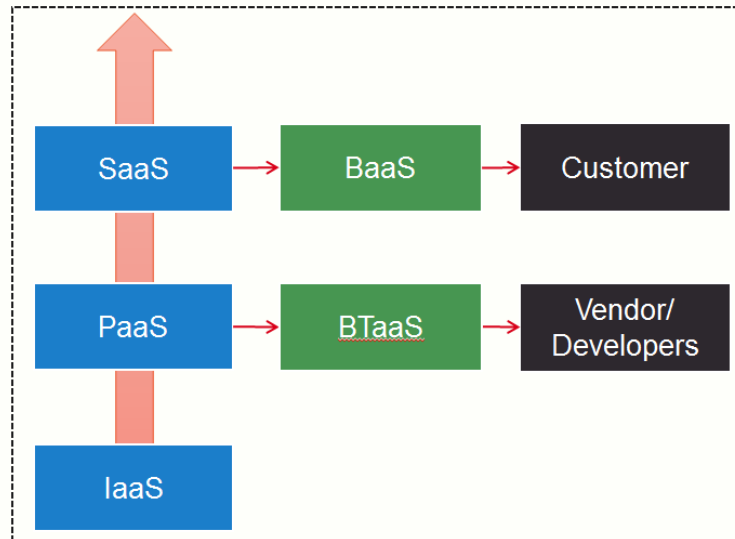 SaaS
BaaS
Customer
PaaS
BTaaS
Vendor/
Developers
IaaS